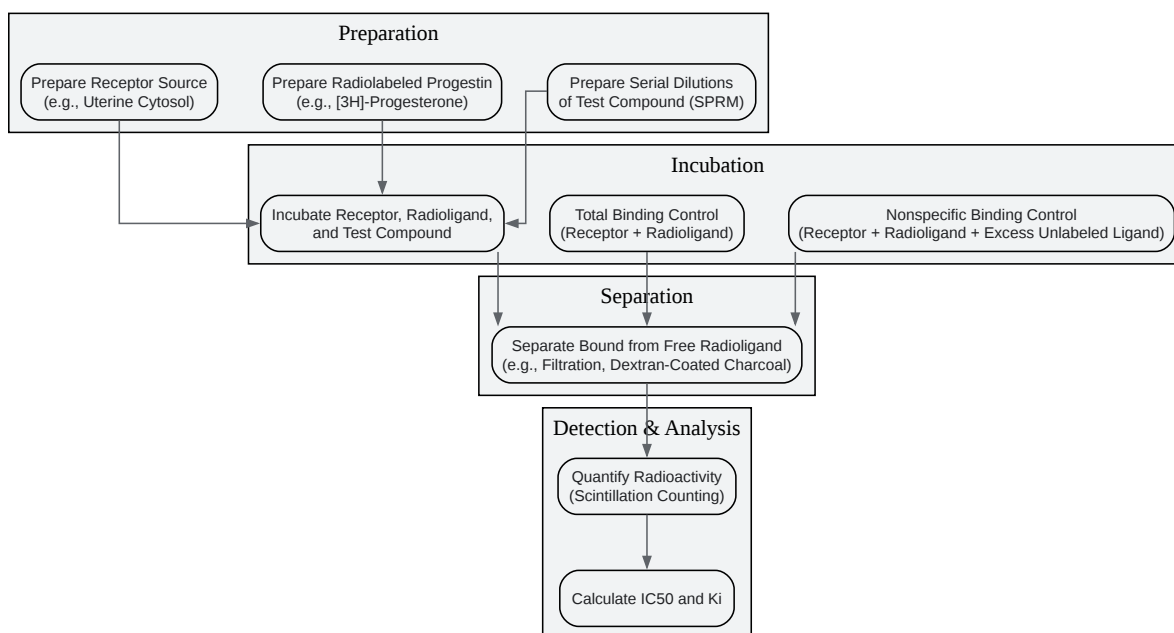 Preparation
Prepare Receptor Source
(e.g., Uterine Cytosol)
Prepare Radiolabeled Progestin
(e.g., [3H]-Progesterone)
Prepare Serial Dilutions
of Test Compound (SPRM)
Incubation
Incubate Receptor, Radioligand,
and Test Compound
Total Binding Control
(Receptor + Radioligand)
Nonspecific Binding Control
(Receptor + Radioligand + Excess Unlabeled Ligand)
Separation
Separate Bound from Free Radioligand
(e.g., Filtration, Dextran-Coated Charcoal)
Detection & Analysis
Quantify Radioactivity
(Scintillation Counting)
Calculate IC50 and Ki